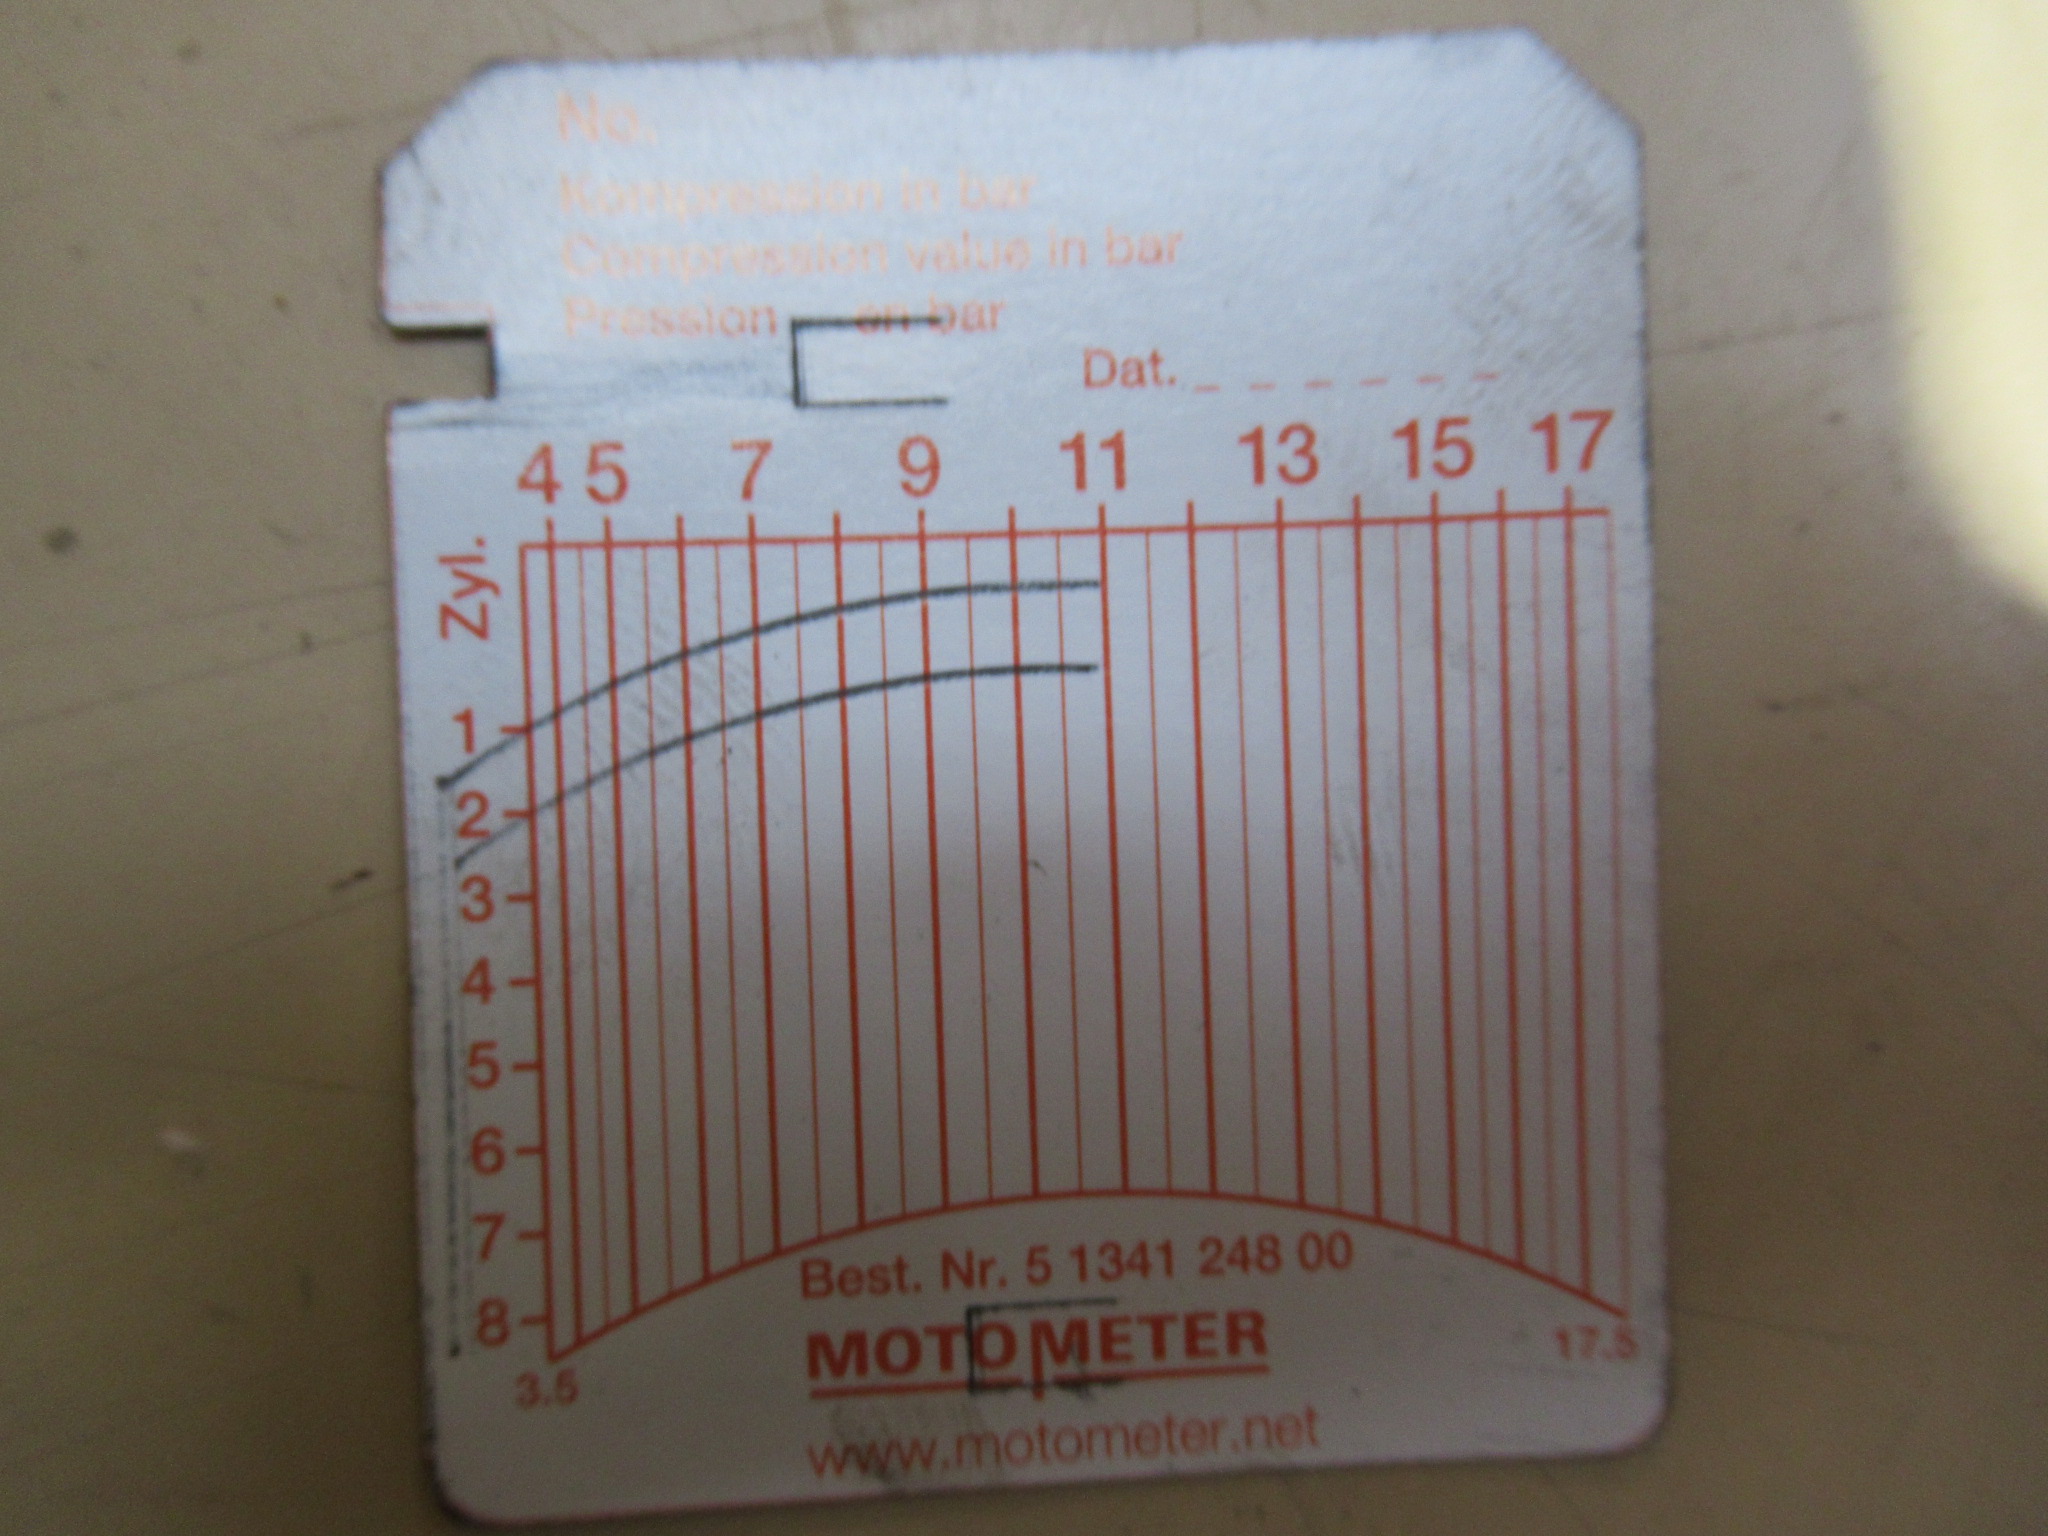 No.
Kompression in bar
Compression value in bar
Pression en bar
Dat. _ _ _ _ _ _
4 5 7 9 11 13 15 17
Zyl.
1
2
3
4
5
6
7
8
3.5
17.5
Best. Nr. 5 1341 248 00
MOTOMETER
www.motometer.net